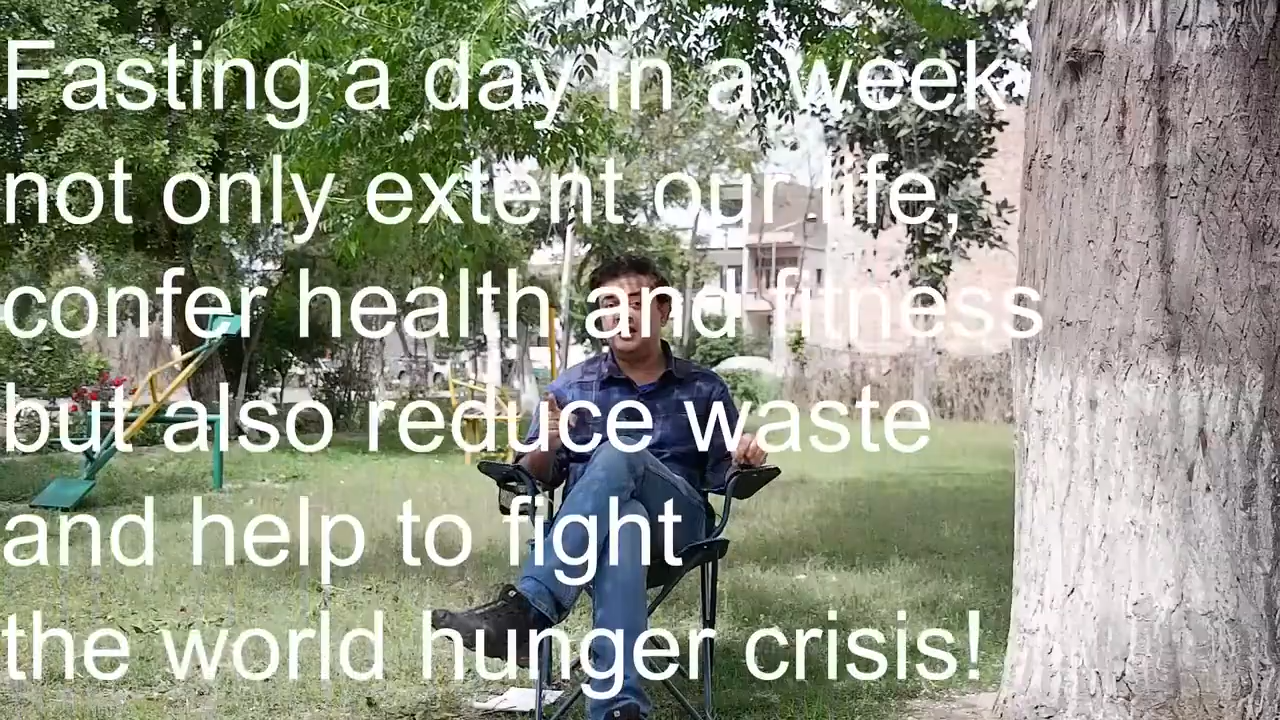 Fasting a day in a week
not only extent our life,
confer health and fitness
but also reduce waste
and help to fight
the world hunger crisis!